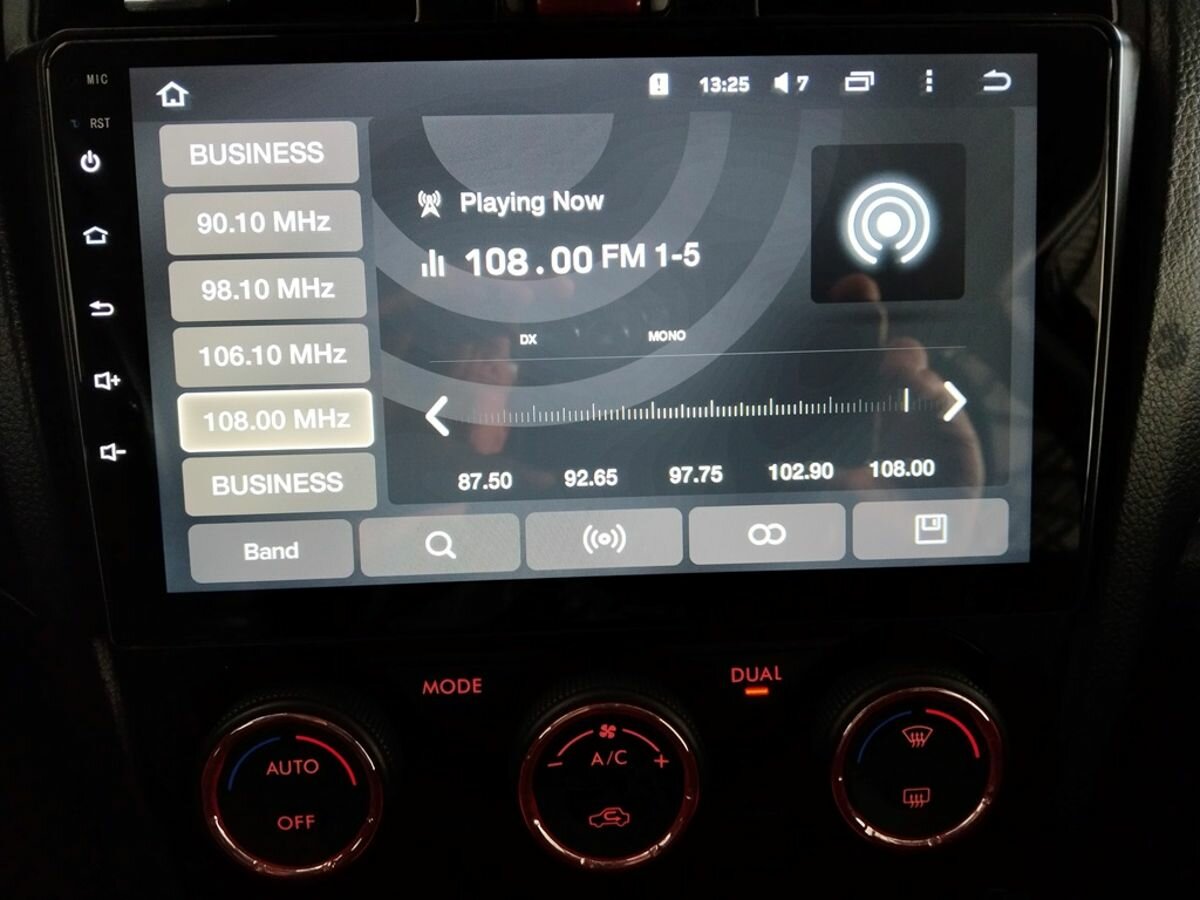 MIC
RST
13:25 7
BUSINESS
90.10 MHz
98.10 MHz
106.10 MHz
108.00 MHz
BUSINESS
Playing Now
108.00 FM 1-5
DX MONO
87.50 92.65 97.75 102.90 108.00
Band
MODE DUAL
AUTO
OFF
- A/C +